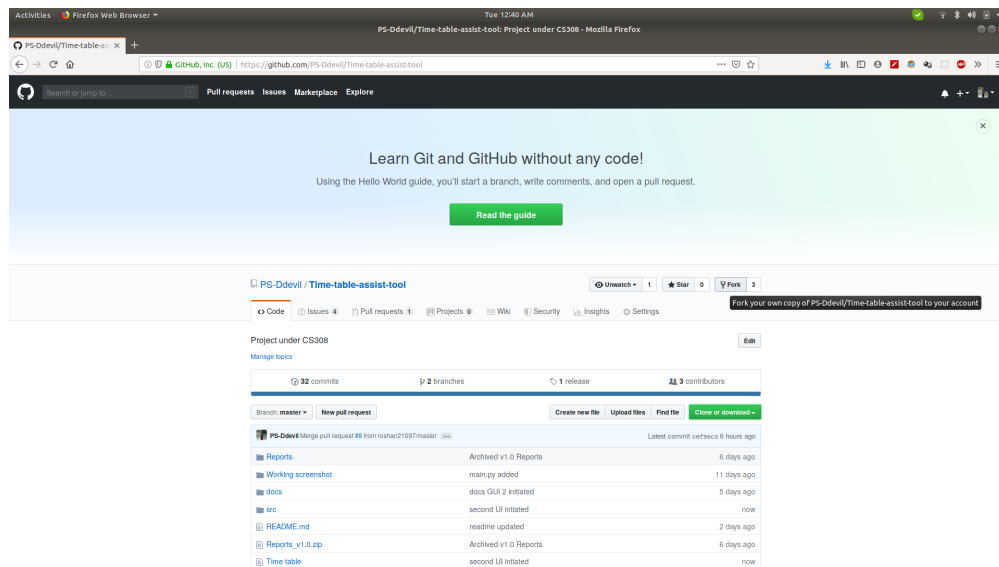 Activities Firefox Web Browser Tue 12:40 AM
PS-Ddevil/Time-table-assist-tool: Project under CS308 - Mozilla Firefox
PS-Ddevil/Time-table-as
GitHub, Inc. (US) https://github.com/PS-Ddevil/Time-table-assist-tool
Search or jump to... / Pull requests Issues Marketplace Explore
Learn Git and GitHub without any code!
Using the Hello World guide, you'll start a branch, write comments, and open a pull request.
Read the guide
PS-Ddevil / Time-table-assist-tool Unwatch 1 Star 0 Fork 3
Fork your own copy of PS-Ddevil/Time-table-assist-tool to your account
Code Issues 4 Pull requests 1 Projects 0 Wiki Security Insights Settings
Project under CS308 Edit
Manage topics
32 commits 2 branches 1 release 3 contributors
Branch: master New pull request Create new file Upload files Find file Clone or download
PS-Ddevil Merge pull request #8 from roshan21097/master ... Latest commit 6 hours ago
Reports Archived v1.0 Reports 6 days ago
Working screenshot main.py added 11 days ago
docs docs GUI 2 initiated 5 days ago
src second UI intiated now
README.md readme updated 2 days ago
Reports_v1.0.zip Archived v1.0 Reports 6 days ago
Time table second UI intiated now